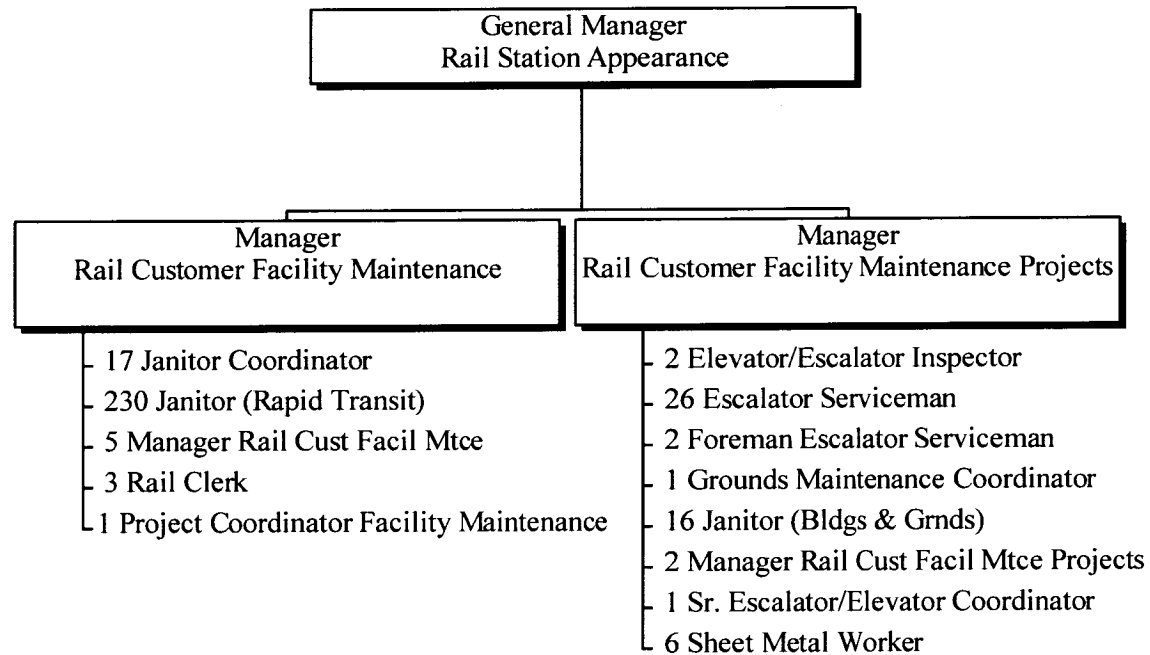 General Manager
Rail Station Appearance
Manager
Rail Customer Facility Maintenance
17 Janitor Coordinator
230 Janitor (Rapid Transit)
5 Manager Rail Cust Facil Mtce
3 Rail Clerk
1 Project Coordinator Facility Maintenance
Manager
Rail Customer Facility Maintenance Projects
2 Elevator/Escalator Inspector
26 Escalator Serviceman
2 Foreman Escalator Serviceman
1 Grounds Maintenance Coordinator
16 Janitor (Bldgs & Grnds)
2 Manager Rail Cust Facil Mtce Projects
1 Sr. Escalator/Elevator Coordinator
6 Sheet Metal Worker